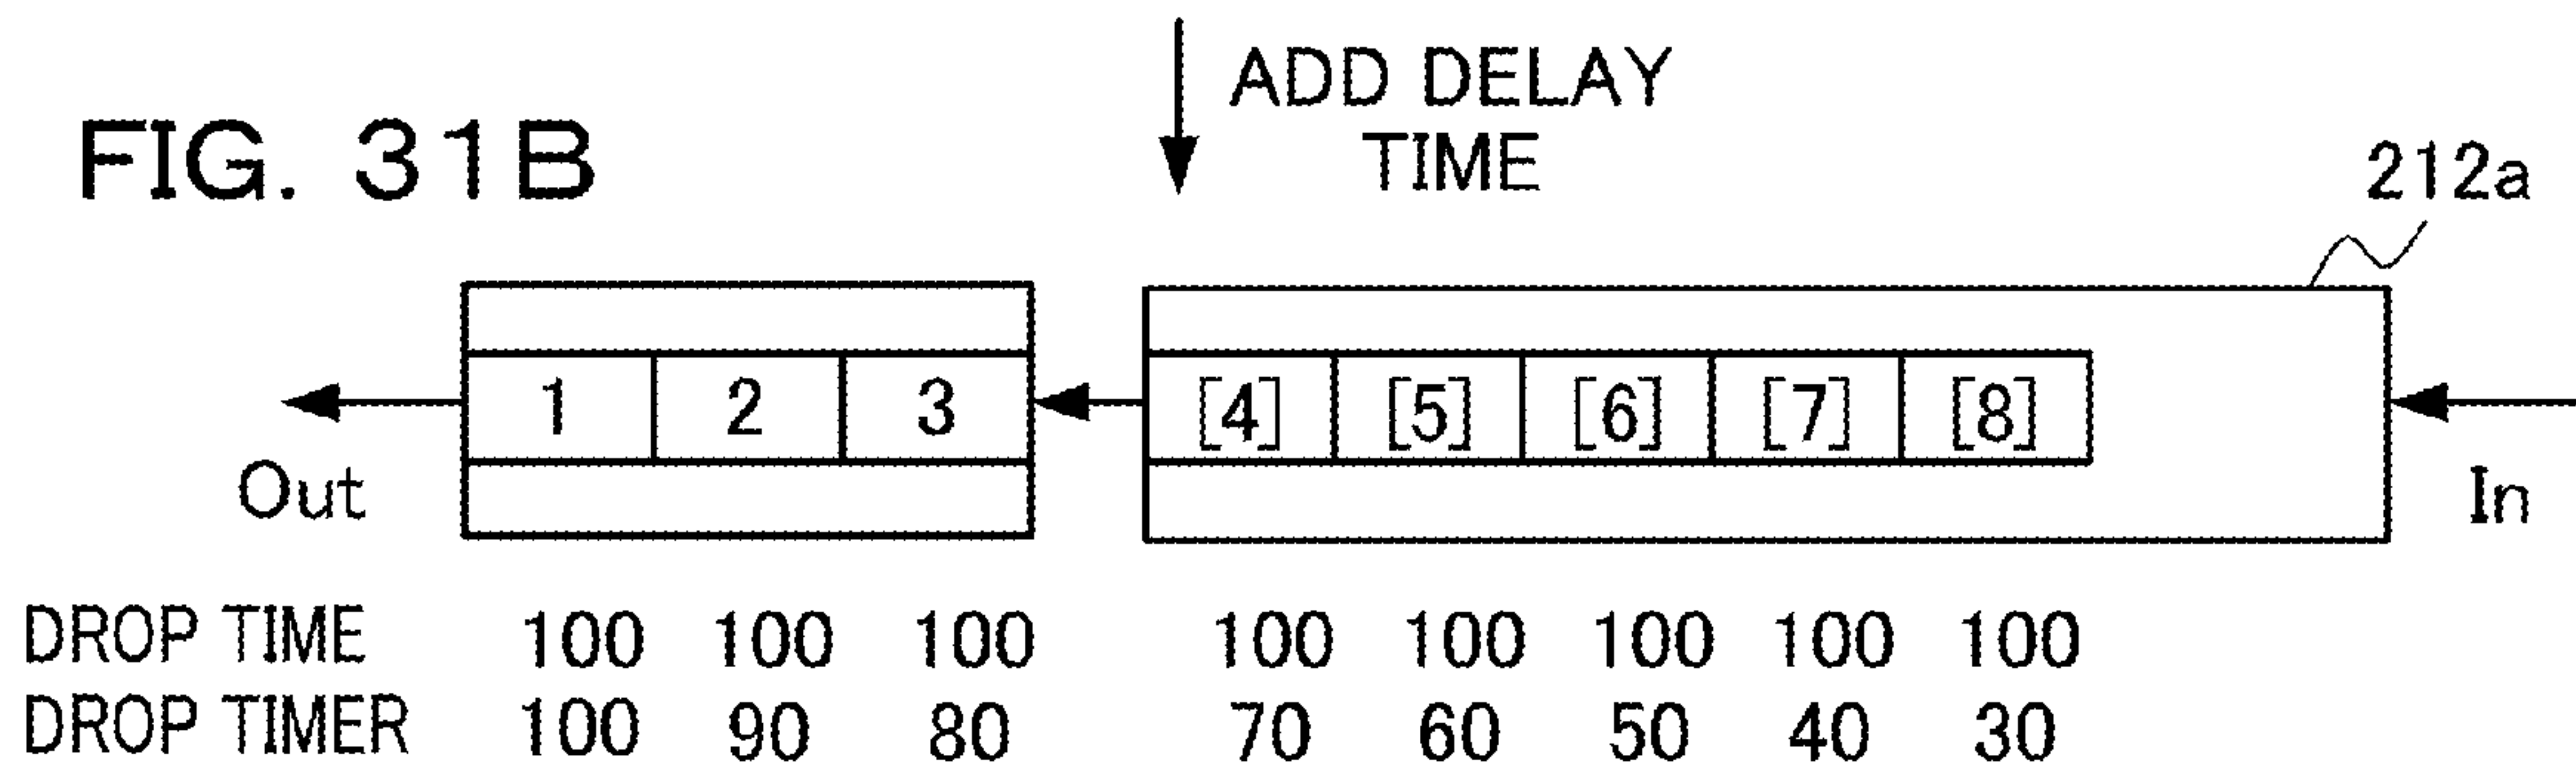 ADD DELAY
TIME
FIG. 31B
212a
1 2 3 [4] [5] [6] [7] [8]
Out In
DROP TIME 100 100 100 100 100 100 100 100
DROP TIMER 100 90 80 70 60 50 40 30